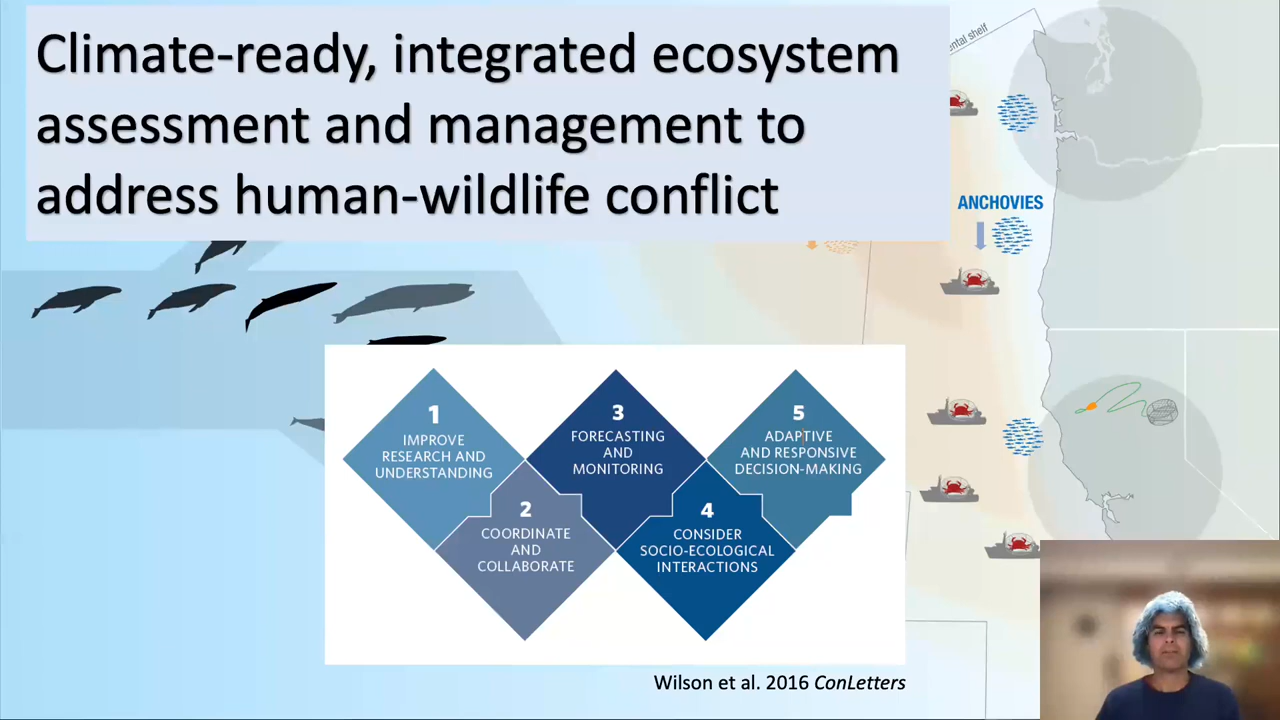 Climate-ready, integrated ecosystem
assessment and management to
address human-wildlife conflict
ental shelf
ANCHOVIES
1
IMPROVE
RESEARCH AND
UNDERSTANDING
2
COORDINATE
AND
COLLABORATE
3
FORECASTING
AND
MONITORING
4
CONSIDER
SOCIO-ECOLOGICAL
INTERACTIONS
5
ADAPTIVE
AND RESPONSIVE
DECISION-MAKING
Wilson et al. 2016 ConLetters